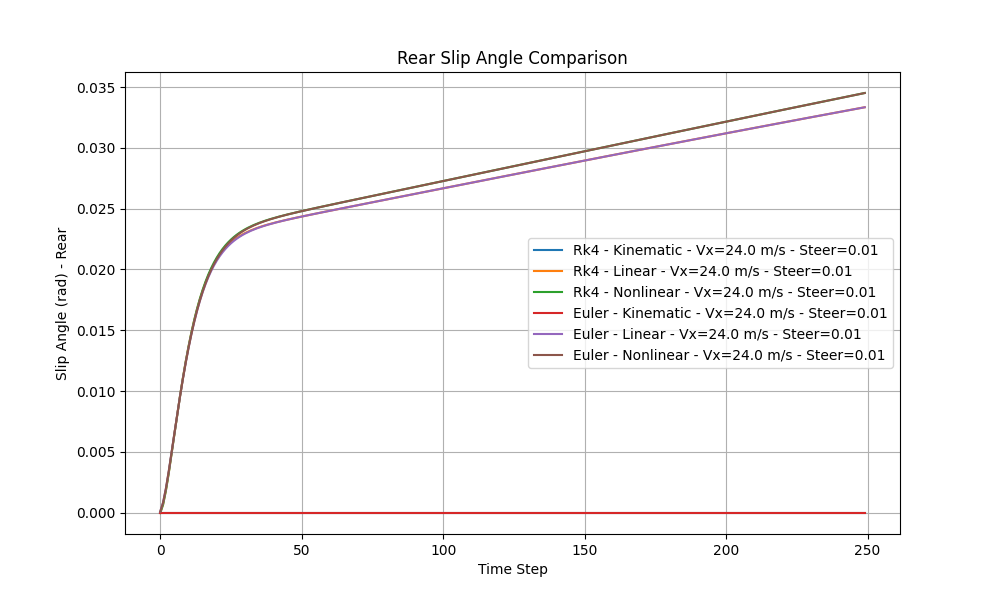 Rear Slip Angle Comparison
Slip Angle (rad) - Rear
0.035
0.030
0.025
0.020
0.015
0.010
0.005
0.000
Rk4 - Kinematic - Vx=24.0 m/s - Steer=0.01
Rk4 - Linear - Vx=24.0 m/s - Steer=0.01
Rk4 - Nonlinear - Vx=24.0 m/s - Steer=0.01
Euler - Kinematic - Vx=24.0 m/s - Steer=0.01
Euler - Linear - Vx=24.0 m/s - Steer=0.01
Euler - Nonlinear - Vx=24.0 m/s - Steer=0.01
0 50 100 150 200 250
Time Step